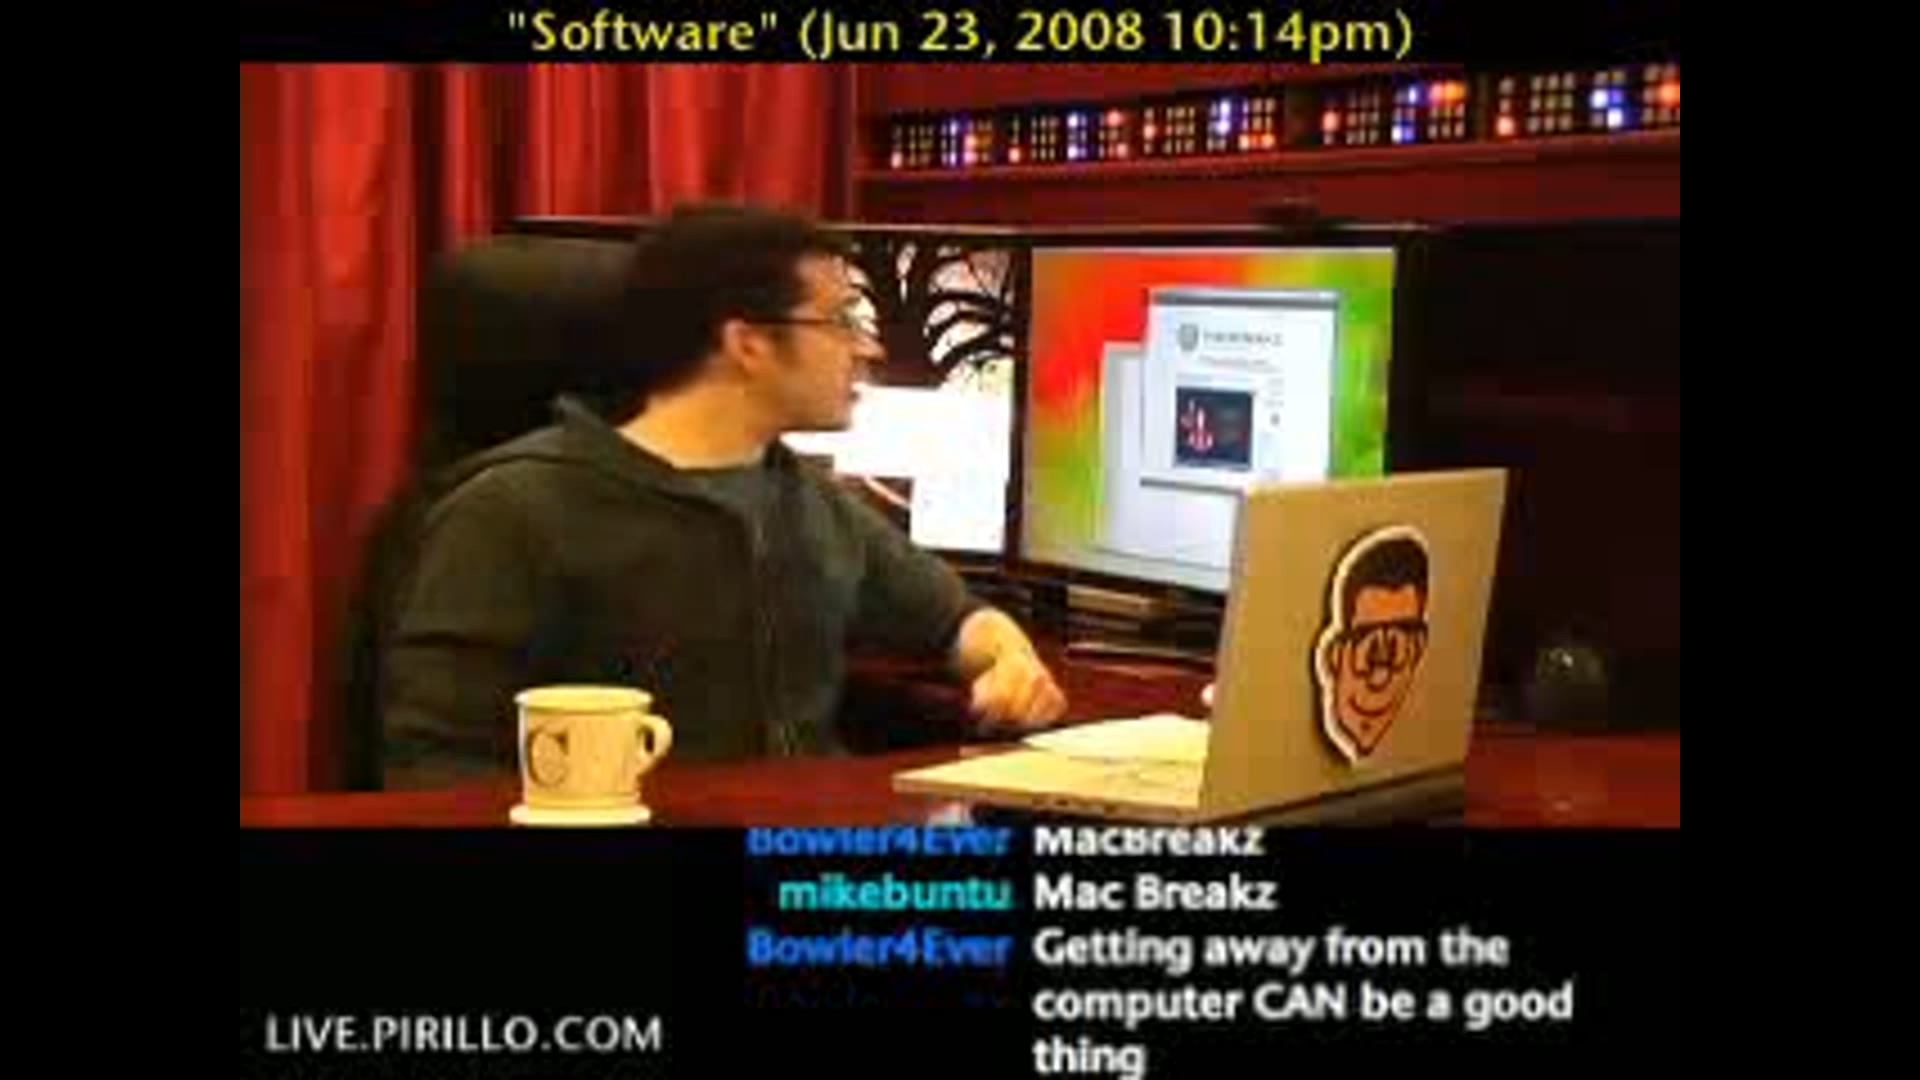 "Software" (Jun 23, 2008 10:14pm)
C
Bowler4Ever MacBreakz
mikebuntu Mac Breakz
Bowler4Ever Getting away from the
computer CAN be a good
thing
LIVE.PIRILLO.COM